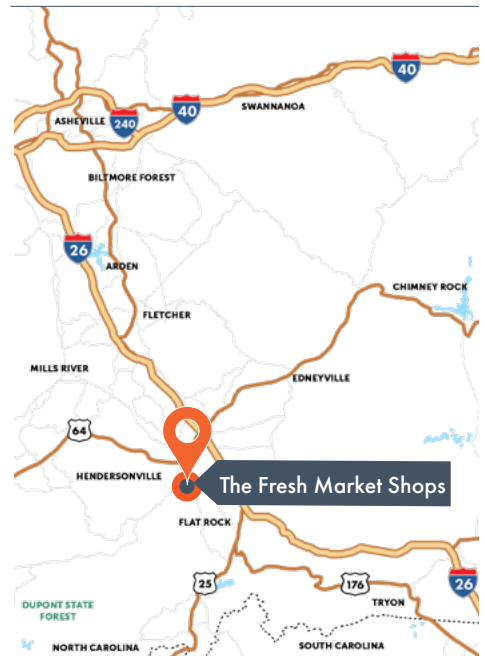 40
SWANNANOA
40
ASHEVILLE
240
BILTMORE FOREST
26
ARDEN
CHIMNEY ROCK
FLETCHER
MILLS RIVER
EDNEYVILLE
64
HENDERSONVILLE
The Fresh Market Shops
FLAT ROCK
25
176
26
DUPONT STATE
FOREST
TRYON
NORTH CAROLINA
SOUTH CAROLINA